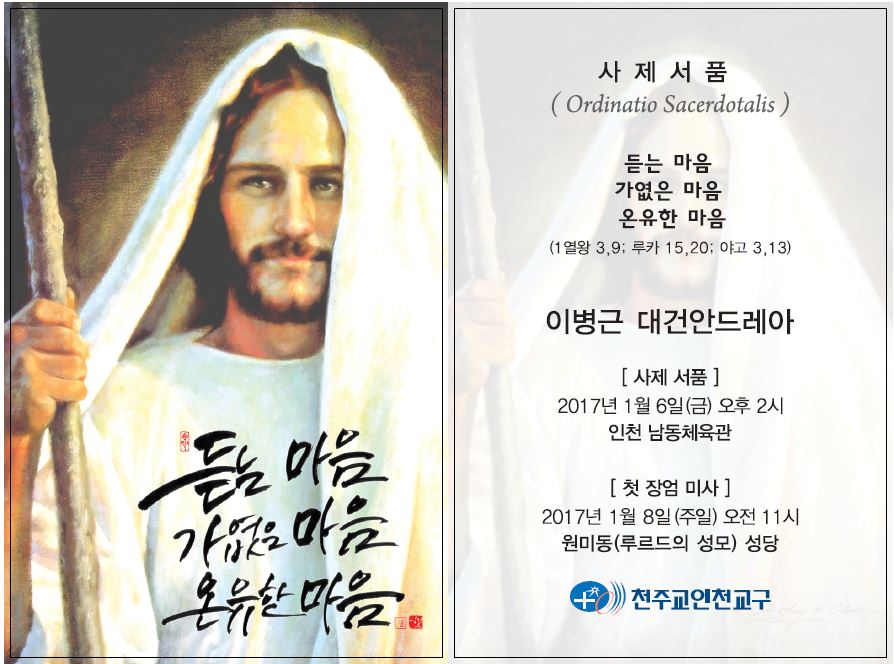 듣는 마음
가엾은 마음
온유한 마음
사제서품
( Ordinatio Sacerdotalis )
듣는 마음
가엾은 마음
온유한 마음
(1열왕 3,9; 루카 15,20; 야고 3,13)
이병근 대건안드레아
[ 사제 서품 ]
2017년 1월 6일(금) 오후 2시
인천 남동체육관
[ 첫 장엄 미사 ]
2017년 1월 8일(주일) 오전 11시
원미동(루르드의 성모) 성당
천주교인천교구